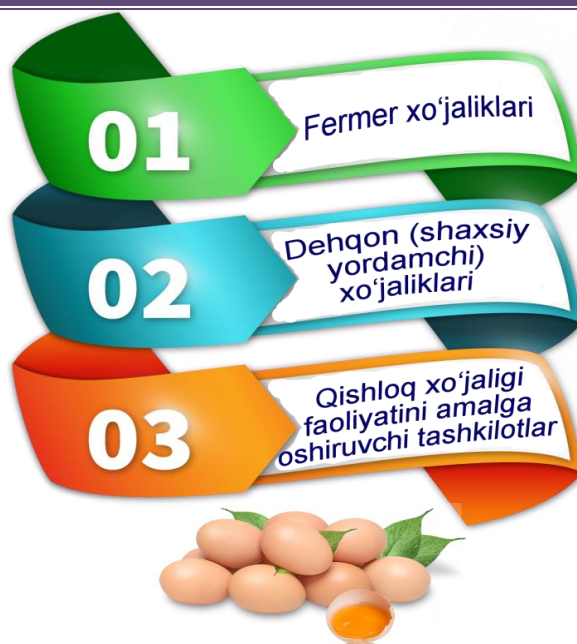 01
Fermer xo‘jaliklari
02
Dehqon (shaxsiy
yordamchi)
xo‘jaliklari
03
Qishloq xo‘jaligi
faoliyatini amalga
oshiruvchi tashkilotlar